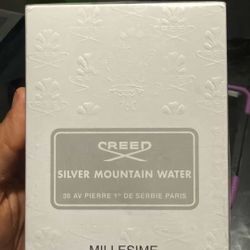 CREED
SILVER MOUNTAIN WATER
38 AV PIERRE 1ER DE SERBIE PARIS
MILLESIME